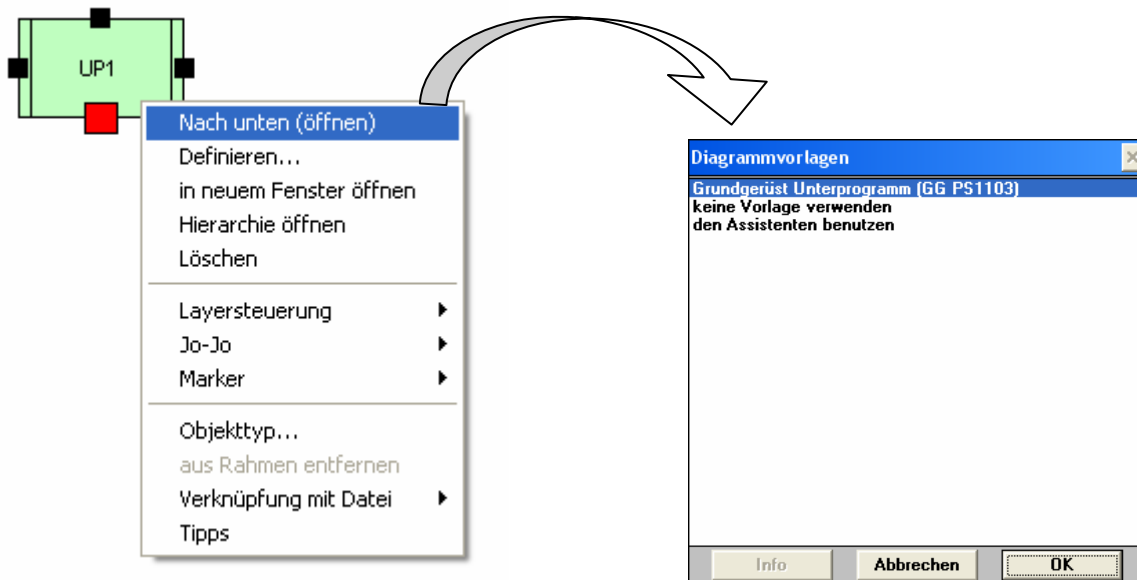 UP1
Nach unten (öffnen)
Definieren...
in neuem Fenster öffnen
Hierarchie öffnen
Löschen
Layersteuerung
Jo-Jo
Marker
Objekttyp...
aus Rahmen entfernen
Verknüpfung mit Datei
Tipps
Diagrammvorlagen
Grundgerüst Unterprogramm (GG PS1103)
keine Vorlage verwenden
den Assistenten benutzen
Info Abbrechen OK